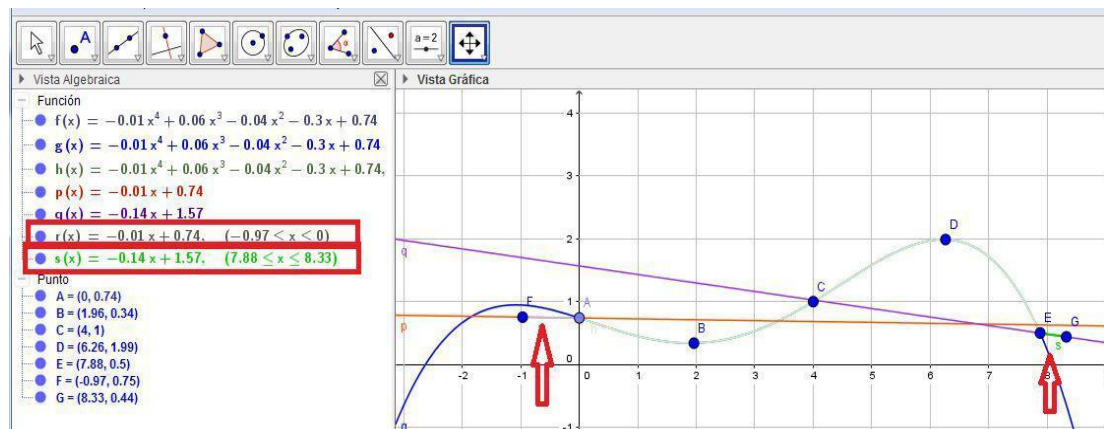 A
α
a = 2
Vista Algebraica
Vista Gráfica
Función
f(x) = −0.01 x⁴ + 0.06 x³ − 0.04 x² − 0.3 x + 0.74
g(x) = −0.01 x⁴ + 0.06 x³ − 0.04 x² − 0.3 x + 0.74
h(x) = −0.01 x⁴ + 0.06 x³ − 0.04 x² − 0.3 x + 0.74,
p(x) = −0.01 x + 0.74
q(x) = −0.14 x + 1.57
r(x) = −0.01 x + 0.74, (−0.97 ≤ x ≤ 0)
s(x) = −0.14 x + 1.57, (7.88 ≤ x ≤ 8.33)
Punto
A = (0, 0.74)
B = (1.96, 0.34)
C = (4, 1)
D = (6.26, 1.99)
E = (7.88, 0.5)
F = (-0.97, 0.75)
G = (8.33, 0.44)
4
3
2
D
q
C
1
F
A
E
G
p
h
B
s
0
-2
-1
0
1
2
3
4
5
6
7
8
g
-1